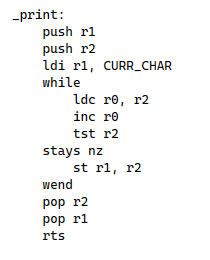 _print:
    push r1
    push r2
    ldi r1, CURR_CHAR
    while
        ldc r0, r2
        inc r0
        tst r2
    stays nz
        st r1, r2
    wend
    pop r2
    pop r1
    rts